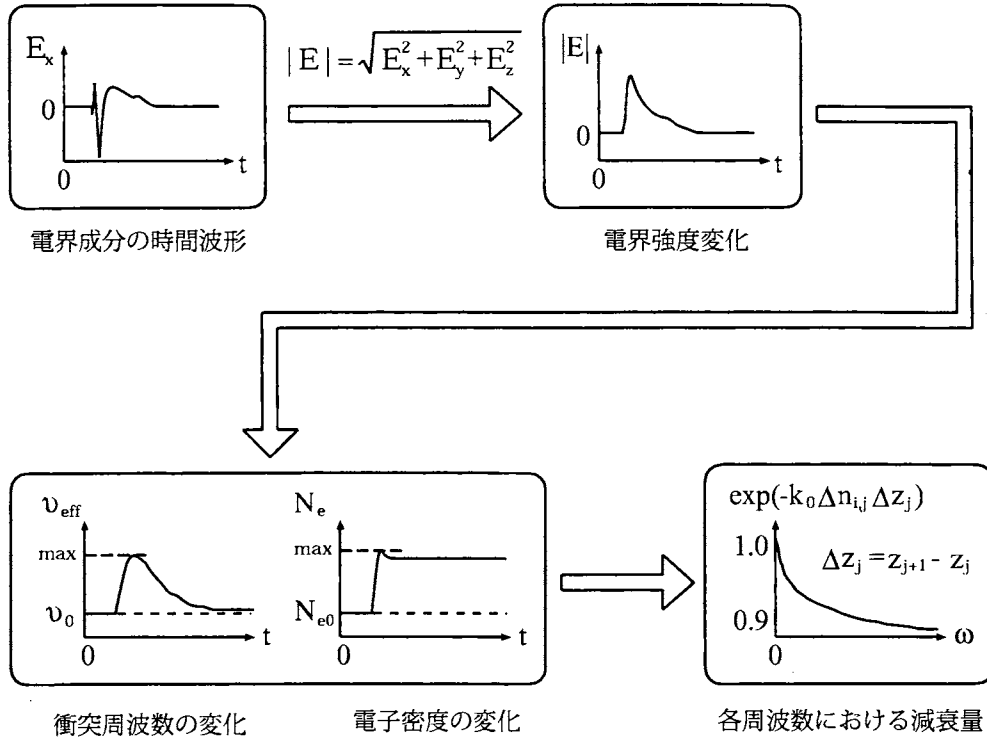 E_x
0
0
t
電界成分の時間波形
|E|=√E_x^2+E_y^2+E_z^2
|E|
0
0
t
電界強度変化
υ_eff
max
υ_0
0
t
衝突周波数の変化
N_e
max
N_e0
0
t
電子密度の変化
exp(-k_0Δn_i,jΔz_j)
1.0
Δz_j=z_j+1-z_j
0.9
0
ω
各周波数における減衰量